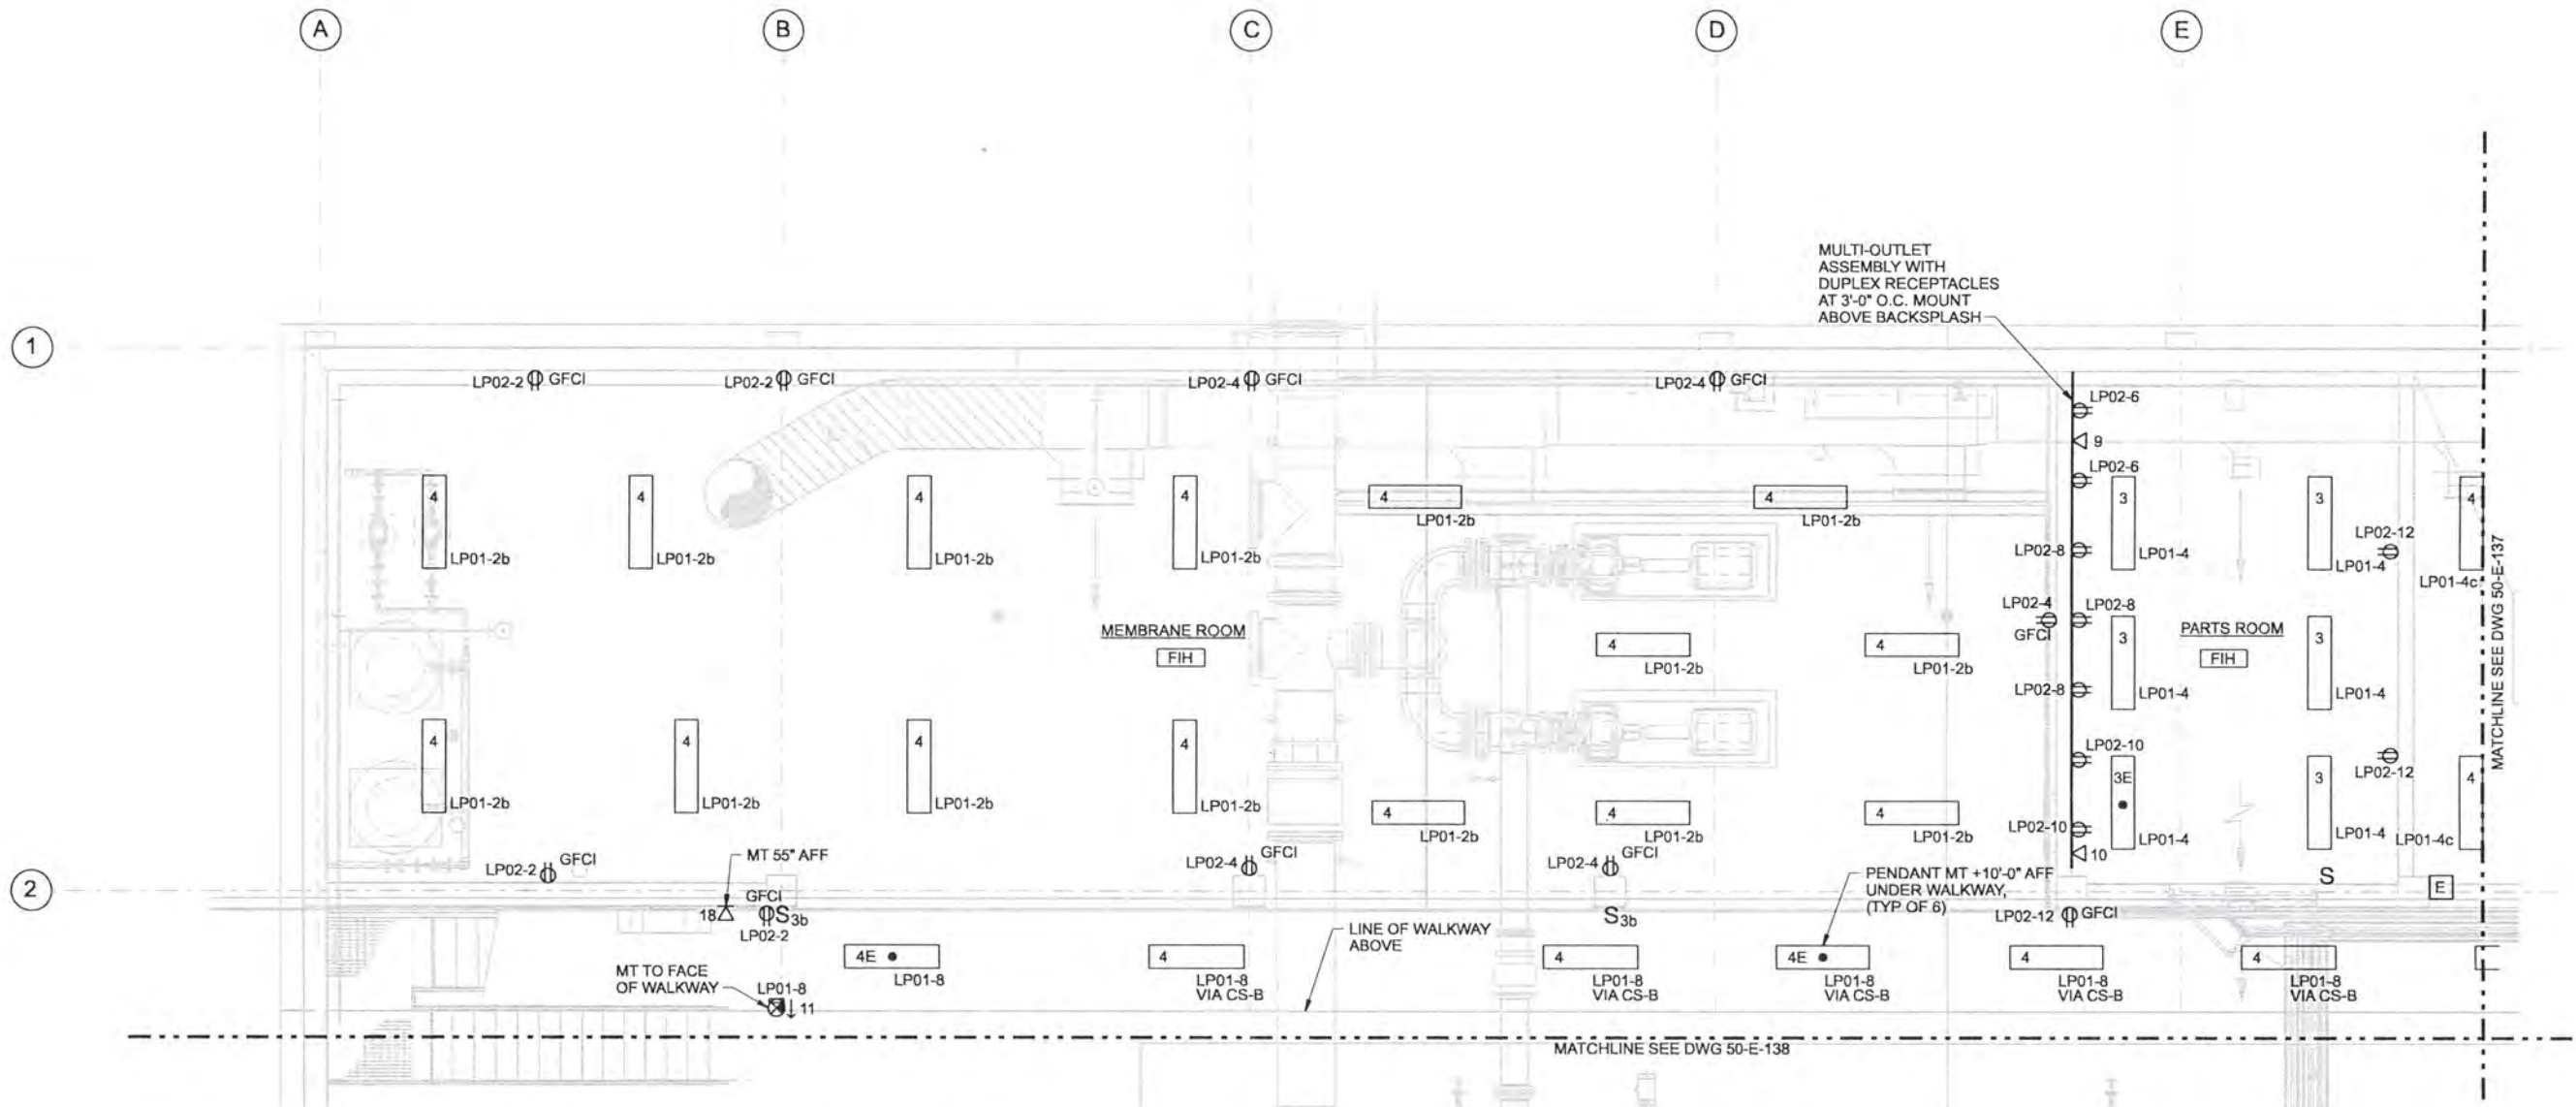 A
B
C
D
E
MULTI-OUTLET
ASSEMBLY WITH
DUPLEX RECEPTACLES
AT 3'-0" O.C. MOUNT
ABOVE BACKSPLASH
1
LP02-2 GFCI
LP02-2 GFCI
LP02-4 GFCI
LP02-4 GFCI
LP02-6
9
LP02-6
4
LP01-2b
4
LP01-2b
4
LP01-2b
4
LP01-2b
4
LP01-2b
4
LP01-2b
3
LP01-4
3
LP01-4
LP02-12
4
LP01-4c
LP02-8
LP02-4
GFCI
LP02-8
MEMBRANE ROOM
FIH
4
LP01-2b
4
LP01-2b
3
LP01-4
PARTS ROOM
FIH
3
LP01-4
MATCHLINE SEE DWG 50-E-137
LP02-8
4
LP01-2b
4
LP01-2b
4
LP01-2b
4
LP01-2b
4
LP01-2b
4
LP01-2b
4
LP01-2b
LP02-10
3E
LP01-4
3
LP01-4
LP02-12
4
LP01-4c
LP02-10
10
2
LP02-2 GFCI
MT 55" AFF
LP02-4 GFCI
LP02-4 GFCI
PENDANT MT +10'-0" AFF
UNDER WALKWAY,
(TYP OF 6)
S
E
18
GFCI
S3b
LP02-2
S3b
LP02-12 GFCI
LINE OF WALKWAY
ABOVE
MT TO FACE
OF WALKWAY
LP01-8
11
4E
LP01-8
4
LP01-8
VIA CS-B
4
LP01-8
VIA CS-B
4E
LP01-8
VIA CS-B
4
LP01-8
VIA CS-B
4
LP01-8
VIA CS-B
MATCHLINE SEE DWG 50-E-138